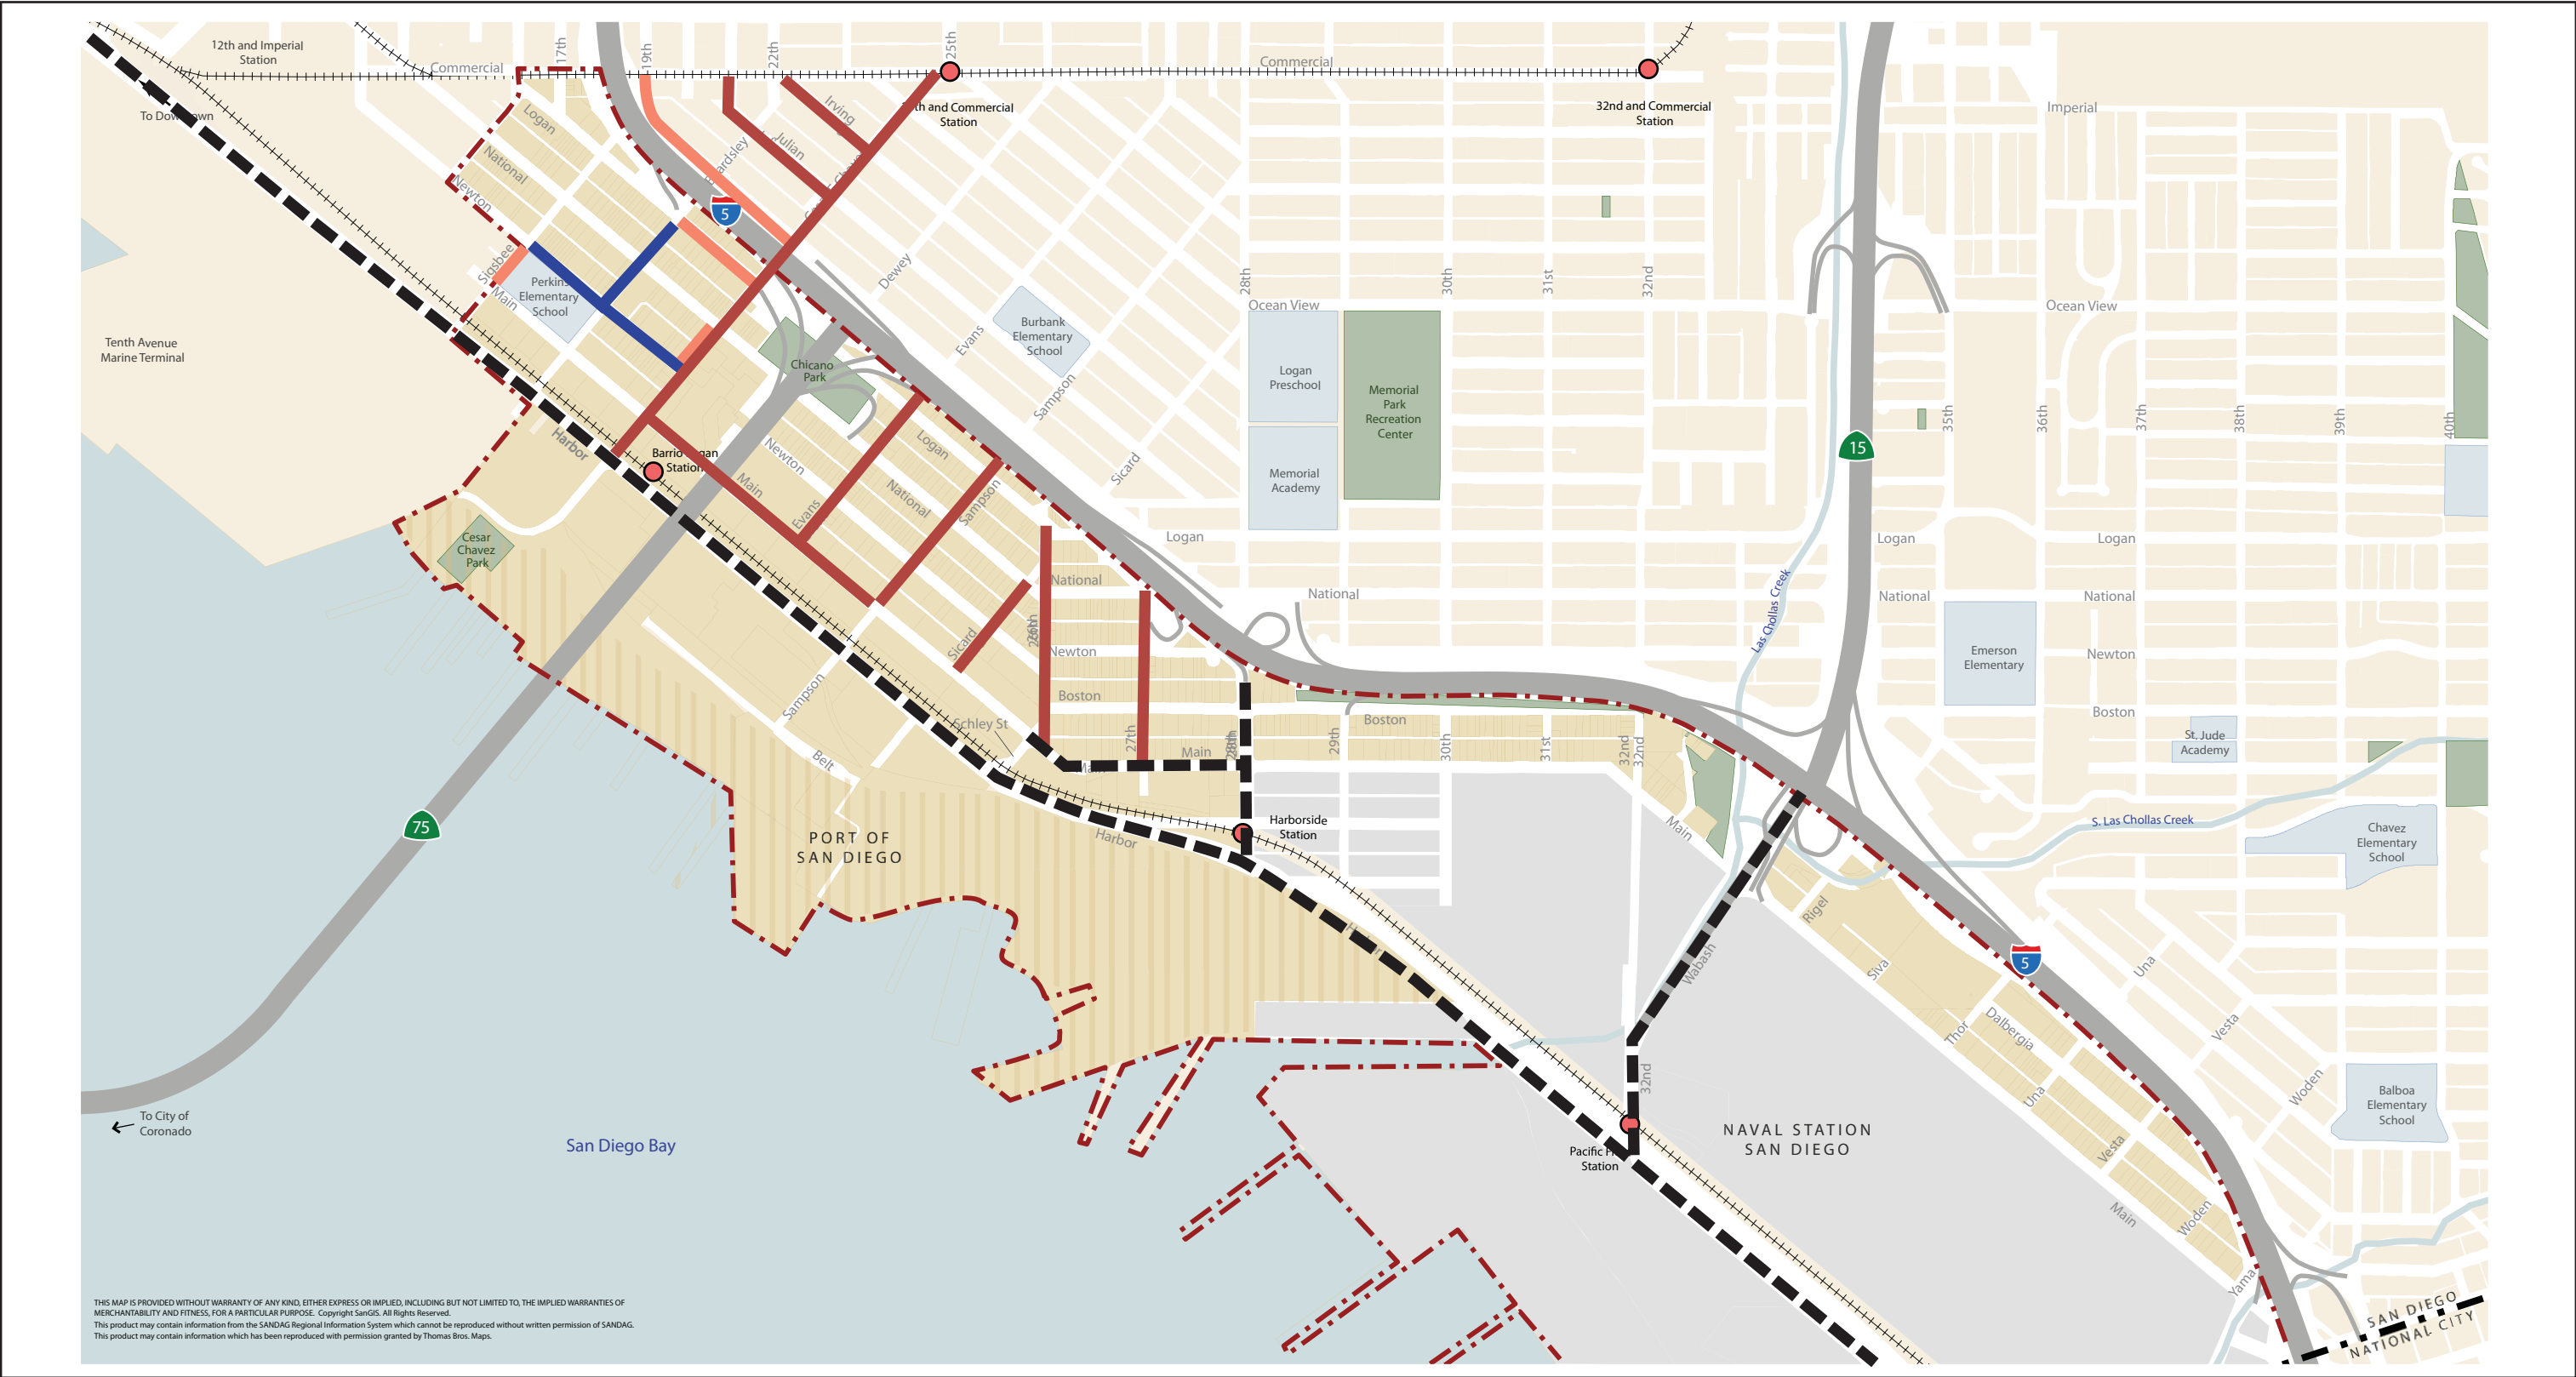 12th and Imperial
Station
Commercial
17th
19th
22th
25th
Commercial
To Dow
own
Logan
National
Newton
Irving
Julian
ardsley
th and Commercial
Station
32nd and Commercial
Station
Imperial
5
Sigsbee
Main
Perkins
Elementary
School
Dewey
Evans
Sampson
Sicard
Burbank
Elementary
School
28th
30th
31st
32nd
Ocean View
Ocean View
Tenth Avenue
Marine Terminal
Chicano
Park
Logan
Preschool
Memorial
Park
Recreation
Center
Memorial
Academy
15
35th
36th
37th
38th
39th
40th
Harbor
Barrio
gan
Station
Main
Newton
Evans
National
Logan
Sampson
Cesar
Chavez
Park
Logan
Logan
Logan
National
National
National
National
Las Chollas Creek
26th
Sicard
Newton
Boston
Emerson
Elementary
Newton
Boston
St. Jude
Academy
Sampson
Schley St
Belt
27th
28th
Main
Main
Boston
29th
30th
31st
32nd
32nd
Main
75
PORT OF
SAN DIEGO
Harbor
Harborside
Station
S. Las Chollas Creek
Chavez
Elementary
School
Wabash
Rigel
Siva
Thor
Dalbergia
Una
Vesta
Woden
Main
Yama
5
Una
Vesta
Woden
Balboa
Elementary
School
32nd
Pacific
Station
NAVAL STATION
SAN DIEGO
To City of
Coronado
San Diego Bay
SAN DIEGO
NATIONAL CITY
THIS MAP IS PROVIDED WITHOUT WARRANTY OF ANY KIND, EITHER EXPRESS OR IMPLIED, INCLUDING BUT NOT LIMITED TO, THE IMPLIED WARRANTIES OF
MERCHANTABILITY AND FITNESS, FOR A PARTICULAR PURPOSE. Copyright SanGIS. All Rights Reserved.
This product may contain information from the SANDAG Regional Information System which cannot be reproduced without written permission of SANDAG.
This product may contain information which has been reproduced with permission granted by Thomas Bros. Maps.